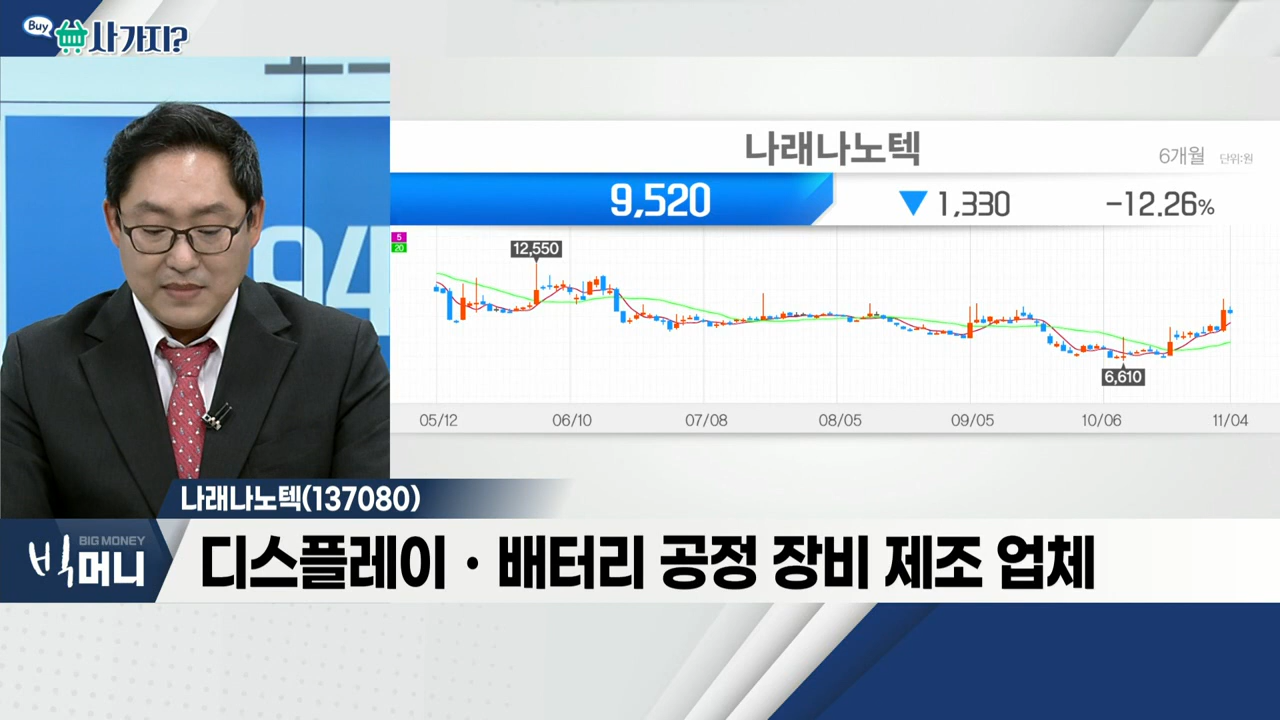 Buy
사가지?
94
나래나노텍
6개월 단위:원
9,520
▼ 1,330
-12.26%
5
20
12,550
6,610
05/12 06/10 07/08 08/05 09/05 10/06 11/04
나래나노텍(137080)
BIG MONEY
빅머니
디스플레이 · 배터리 공정 장비 제조 업체